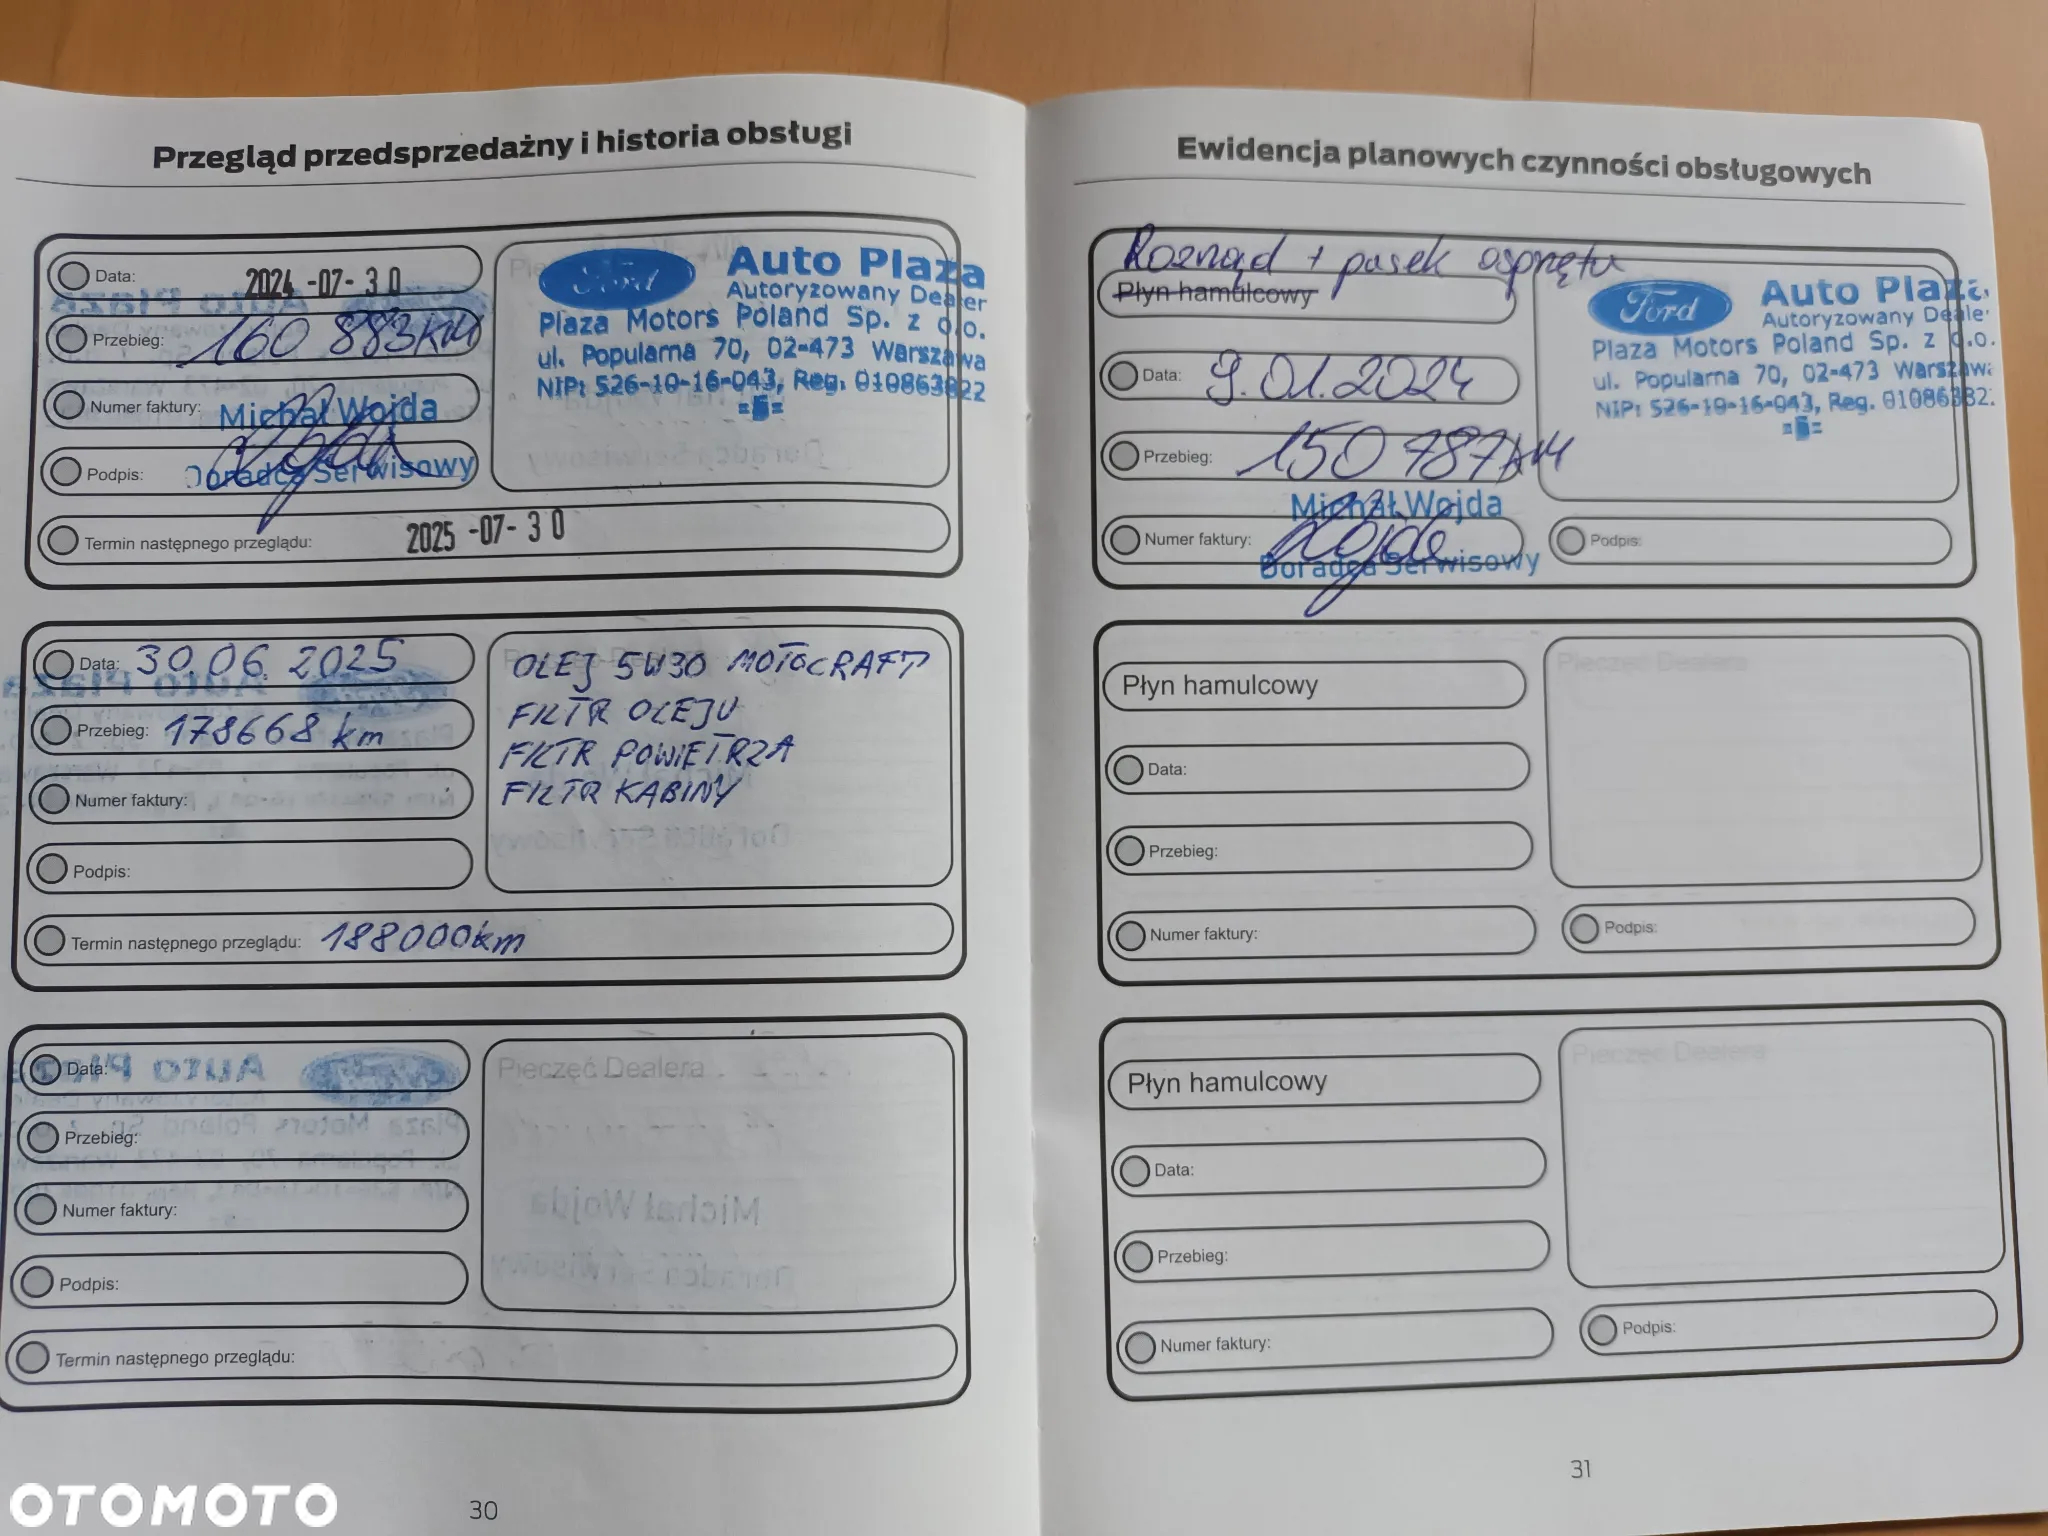 Przegląd przedsprzedażny i historia obsługi
Data: 2024-07-30
Przebieg: 160 883 km
Numer faktury:
Michał Wojda
Podpis:
Doradca Serwisowy
Termin następnego przeglądu: 2025-07-30
Ford
Auto Plaza
Autoryzowany Dealer
Plaza Motors Poland Sp. z o.o.
ul. Popularna 70, 02-473 Warszawa
NIP: 526-10-16-043, Reg. 010863822
Data: 30.06.2025
Przebieg: 178668 km
Numer faktury:
Podpis:
Termin następnego przeglądu: 188000km
OLEJ 5W30 MOTOCRAFT
FILTR OLEJU
FILTR POWIETRZA
FILTR KABINY
Data:
Przebieg:
Numer faktury:
Podpis:
Termin następnego przeglądu:
Pieczęć Dealera
30
Ewidencja planowych czynności obsługowych
Rozrząd + pasek osprzętu
Płyn hamulcowy
Data: 9.01.2024
Przebieg: 150 787 km
Michał Wojda
Numer faktury:
Doradca Serwisowy
Podpis:
Ford
Auto Plaza
Autoryzowany Dealer
Plaza Motors Poland Sp. z o.o.
ul. Popularna 70, 02-473 Warszawa
NIP: 526-10-16-043, Reg.
Płyn hamulcowy
Data:
Przebieg:
Numer faktury:
Pieczęć Dealera
Podpis:
Płyn hamulcowy
Data:
Przebieg:
Numer faktury:
Pieczęć Dealera
Podpis:
31
OTOMOTO